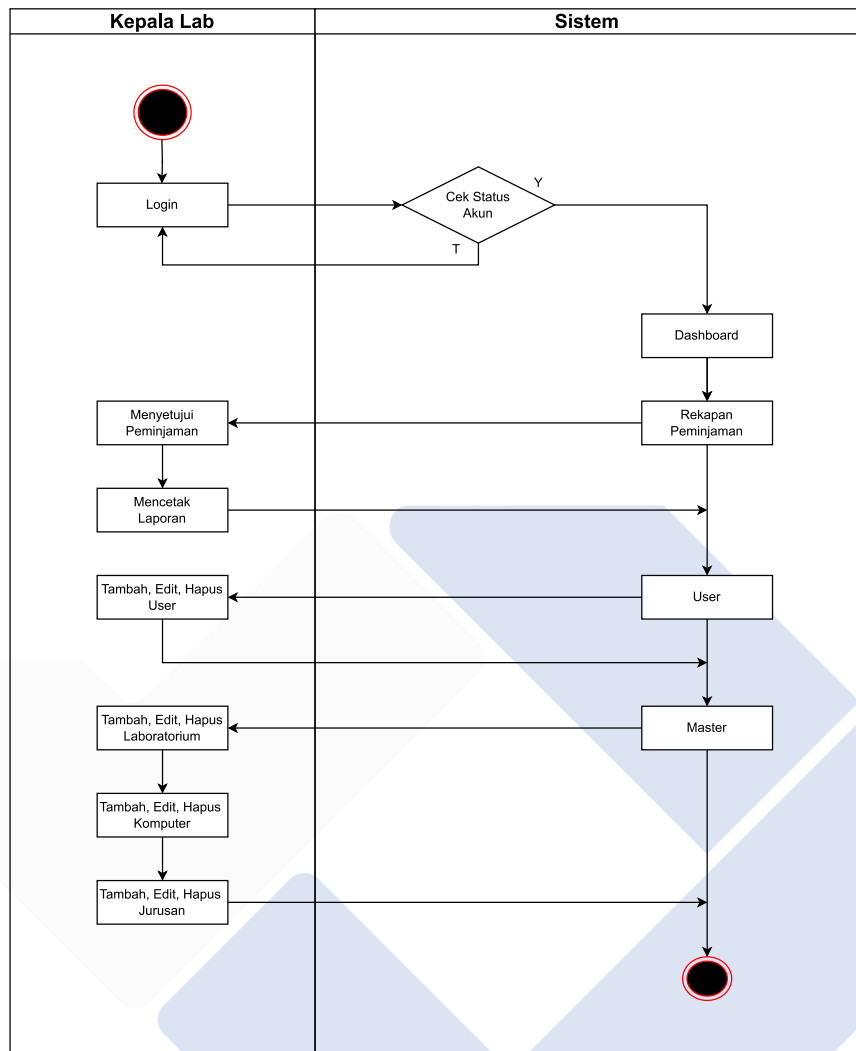 Kepala Lab
Sistem
Login
Cek Status
Akun
Y
T
Dashboard
Menyetujui
Peminjaman
Rekapan
Peminjaman
Mencetak
Laporan
Tambah, Edit, Hapus
User
User
Tambah, Edit, Hapus
Laboratorium
Master
Tambah, Edit, Hapus
Komputer
Tambah, Edit, Hapus
Jurusan